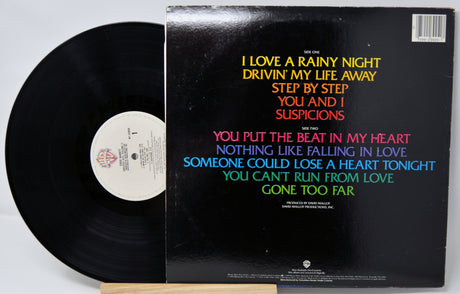 SIDE ONE
I LOVE A RAINY NIGHT
DRIVIN' MY LIFE AWAY
STEP BY STEP
YOU AND I
SUSPICIONS
SIDE TWO
YOU PUT THE BEAT IN MY HEART
NOTHING LIKE FALLING IN LOVE
SOMEONE COULD LOSE A HEART TONIGHT
YOU CAN'T RUN FROM LOVE
GONE TOO FAR
PRODUCED BY DAVID MALLOY
DAVID MALLOY PRODUCTIONS, INC.
1